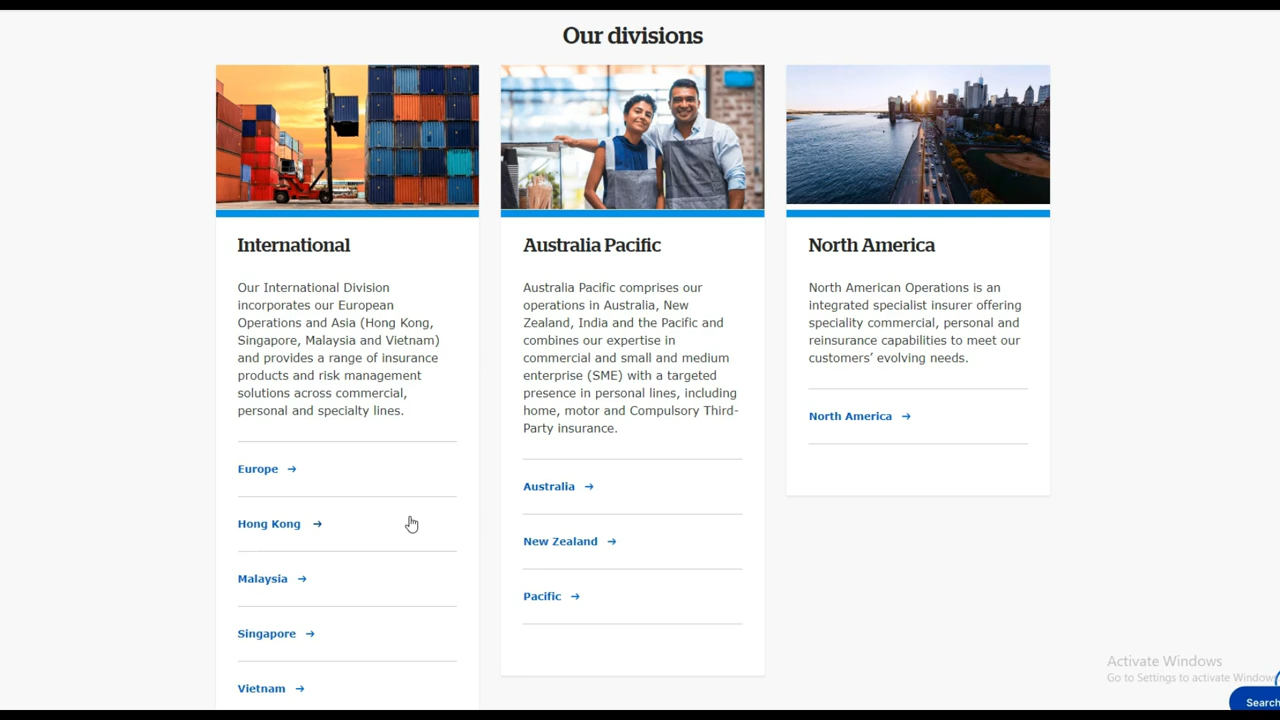 Our divisions
International
Our International Division
incorporates our European
Operations and Asia (Hong Kong,
Singapore, Malaysia and Vietnam)
and provides a range of insurance
products and risk management
solutions across commercial,
personal and specialty lines.
Europe →
Hong Kong →
Malaysia →
Singapore →
Vietnam →
Australia Pacific
Australia Pacific comprises our
operations in Australia, New
Zealand, India and the Pacific and
combines our expertise in
commercial and small and medium
enterprise (SME) with a targeted
presence in personal lines, including
home, motor and Compulsory Third-
Party insurance.
Australia →
New Zealand →
Pacific →
North America
North American Operations is an
integrated specialist insurer offering
speciality commercial, personal and
reinsurance capabilities to meet our
customers’ evolving needs.
North America →
Activate Windows
Go to Settings to activate Windows
Search